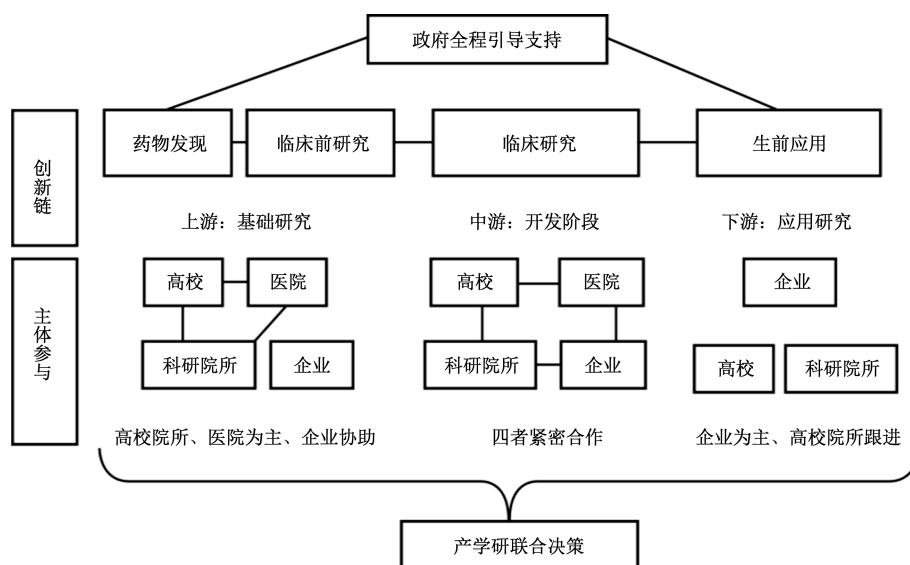 政府全程引导支持
创新链
药物发现
临床前研究
临床研究
生前应用
上游：基础研究
中游：开发阶段
下游：应用研究
主体参与
高校
医院
科研院所
企业
高校
医院
科研院所
企业
企业
高校
科研院所
高校院所、医院为主、企业协助
四者紧密合作
企业为主、高校院所跟进
产学研联合决策